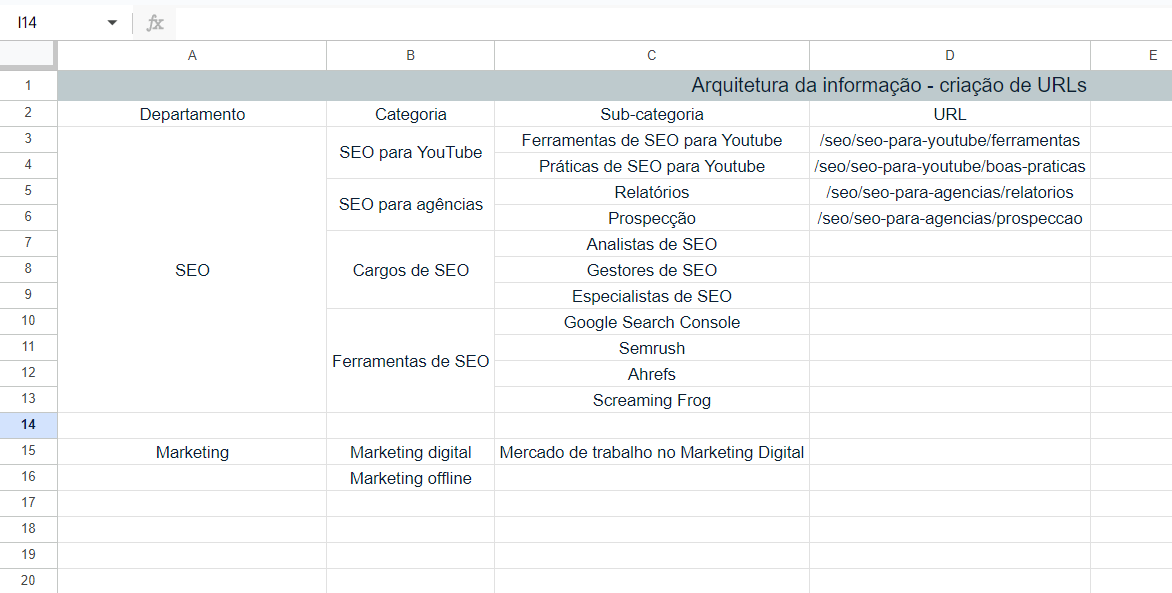 I14 fx
A B C D E
1 Arquitetura da informação - criação de URLs
2 Departamento Categoria Sub-categoria URL
3 Ferramentas de SEO para Youtube /seo/seo-para-youtube/ferramentas
SEO para YouTube
4 Práticas de SEO para Youtube /seo/seo-para-youtube/boas-praticas
5 Relatórios /seo/seo-para-agencias/relatorios
SEO para agências
6 Prospecção /seo/seo-para-agencias/prospeccao
7 Analistas de SEO
8 SEO Cargos de SEO Gestores de SEO
9 Especialistas de SEO
10 Google Search Console
11 Semrush
Ferramentas de SEO
12 Ahrefs
13 Screaming Frog
14
15 Marketing Marketing digital Mercado de trabalho no Marketing Digital
16 Marketing offline
17
18
19
20